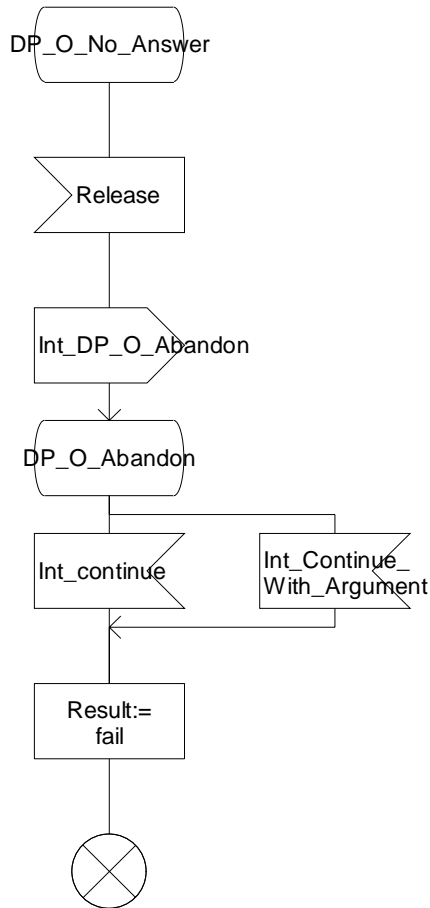 DP_O_No_Answer
Release
Int_DP_O_Abandon
DP_O_Abandon
Int_continue
Int_Continue_
With_Argument
Result:=
fail